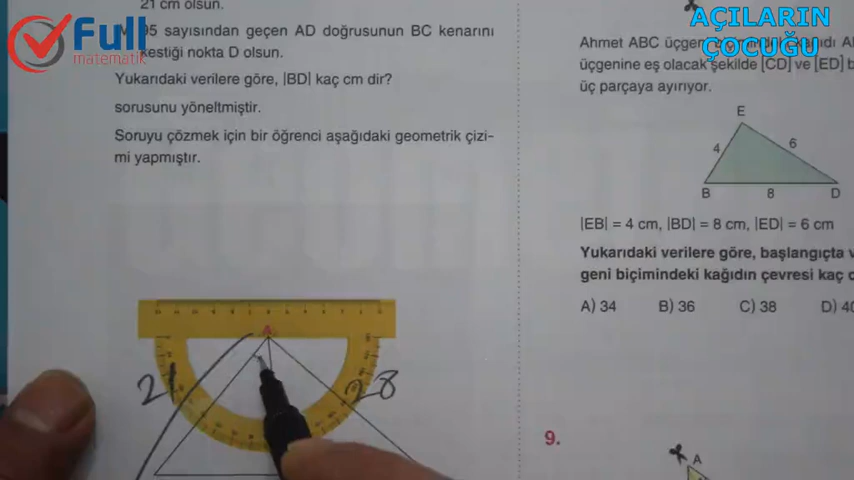 21 cm olsun.
95 sayısından geçen AD doğrusunun BC kenarını
kestiği nokta D olsun.
Yukarıdaki verilere göre, |BD| kaç cm dir?
sorusunu yöneltmiştir.
Soruyu çözmek için bir öğrenci aşağıdaki geometrik çizi-
mi yapmıştır.
A
21
28
Full
matematik
AÇILARIN
ÇOCUĞU
Ahmet ABC üçgen
üçgenine eş olacak şekilde [CD] ve [ED] b
üç parçaya ayırıyor.
E
4
6
B
8
D
|EB| = 4 cm, |BD| = 8 cm, |ED| = 6 cm
Yukarıdaki verilere göre, başlangıçta
geni biçimindeki kağıdın çevresi kaç
A) 34 B) 36 C) 38 D) 40
9.
A